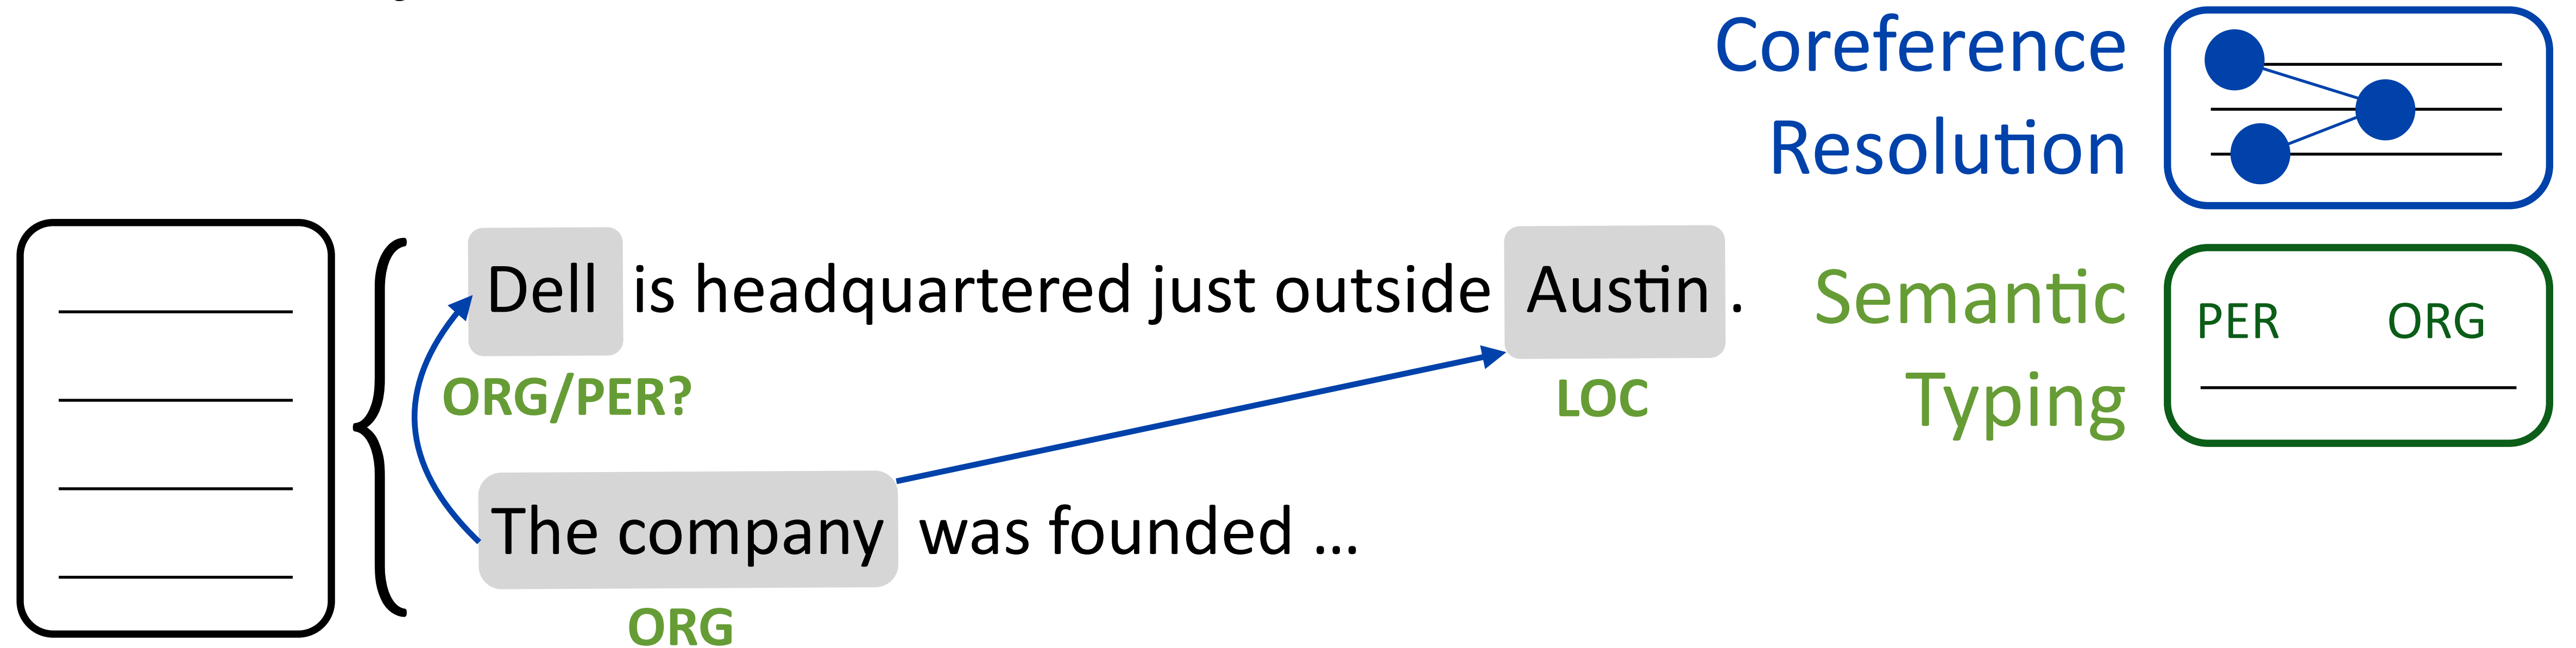 Coreference
Resolution
Dell is headquartered just outside Austin .
ORG/PER?
LOC
The company was founded ...
ORG
Semantic
Typing
PER ORG